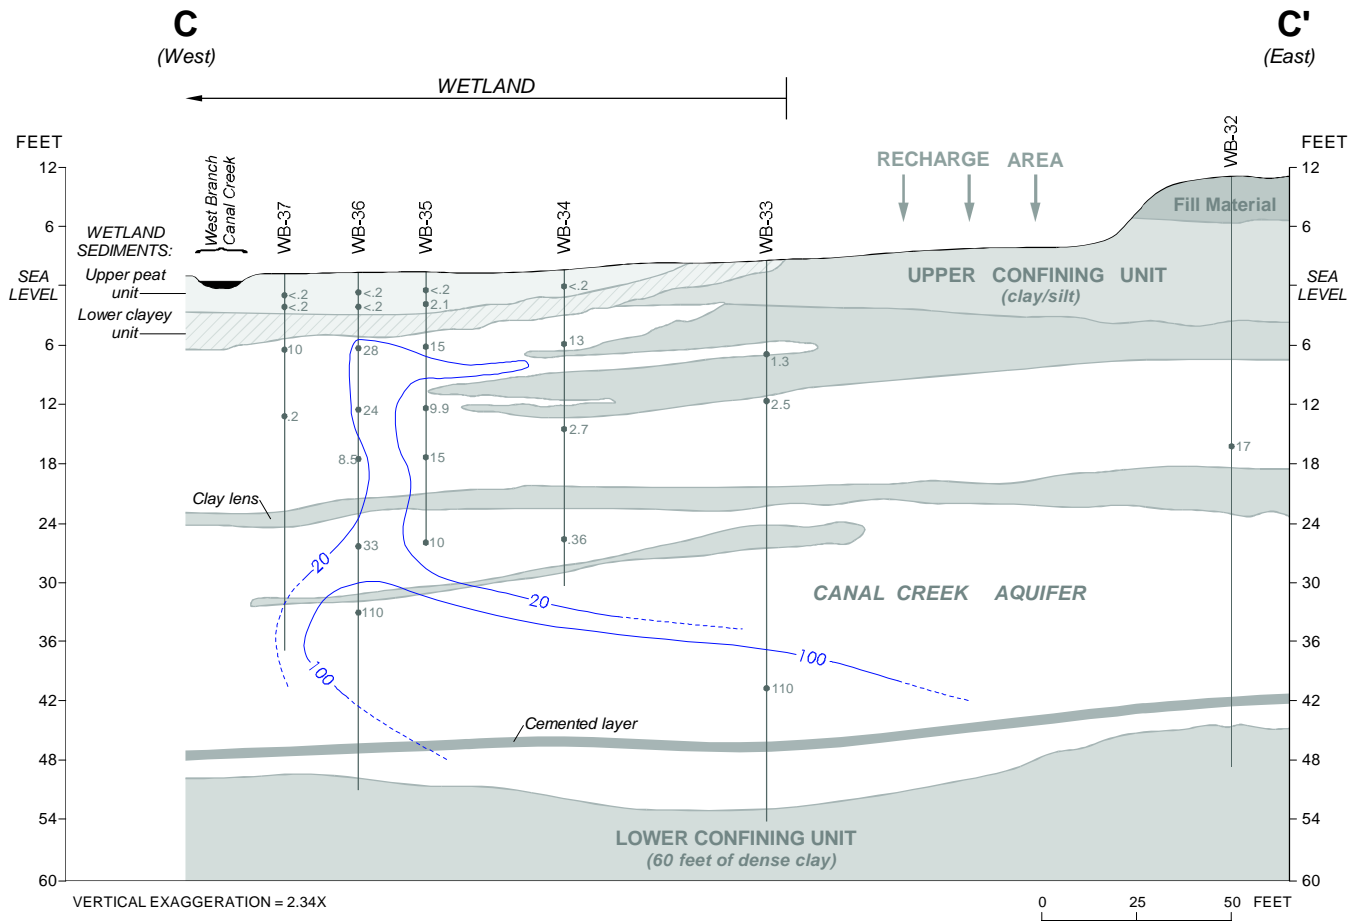 C
(West)
C'
(East)
WETLAND
FEET
FEET
12
6
SEA
LEVEL
6
12
18
24
30
36
42
48
54
60
12
6
SEA
LEVEL
6
12
18
24
30
36
42
48
54
60
West Branch
Canal Creek
WB-37
WB-36
WB-35
WB-34
WB-33
WB-32
RECHARGE AREA
Fill Material
WETLAND
SEDIMENTS:
Upper peat
unit
Lower clayey
unit
UPPER CONFINING UNIT
(clay/silt)
<.2
<.2
10
.2
<.2
<.2
28
24
8.5
33
110
<.2
2.1
15
9.9
15
10
<.2
13
2.7
.36
1.3
2.5
110
17
Clay lens
20
20
100
100
CANAL CREEK AQUIFER
Cemented layer
LOWER CONFINING UNIT
(60 feet of dense clay)
VERTICAL EXAGGERATION = 2.34X
0 25 50 FEET